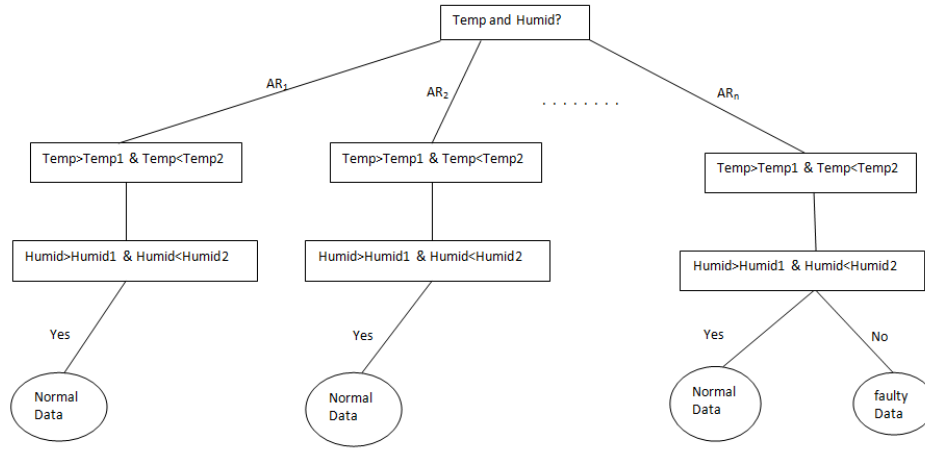 Temp and Humid?
AR₁
AR₂
. . . . . . . .
ARₙ
Temp>Temp1 & Temp<Temp2
Temp>Temp1 & Temp<Temp2
Temp>Temp1 & Temp<Temp2
Humid>Humid1 & Humid<Humid2
Humid>Humid1 & Humid<Humid2
Humid>Humid1 & Humid<Humid2
Yes
Yes
Yes
No
Normal
Data
Normal
Data
Normal
Data
faulty
Data